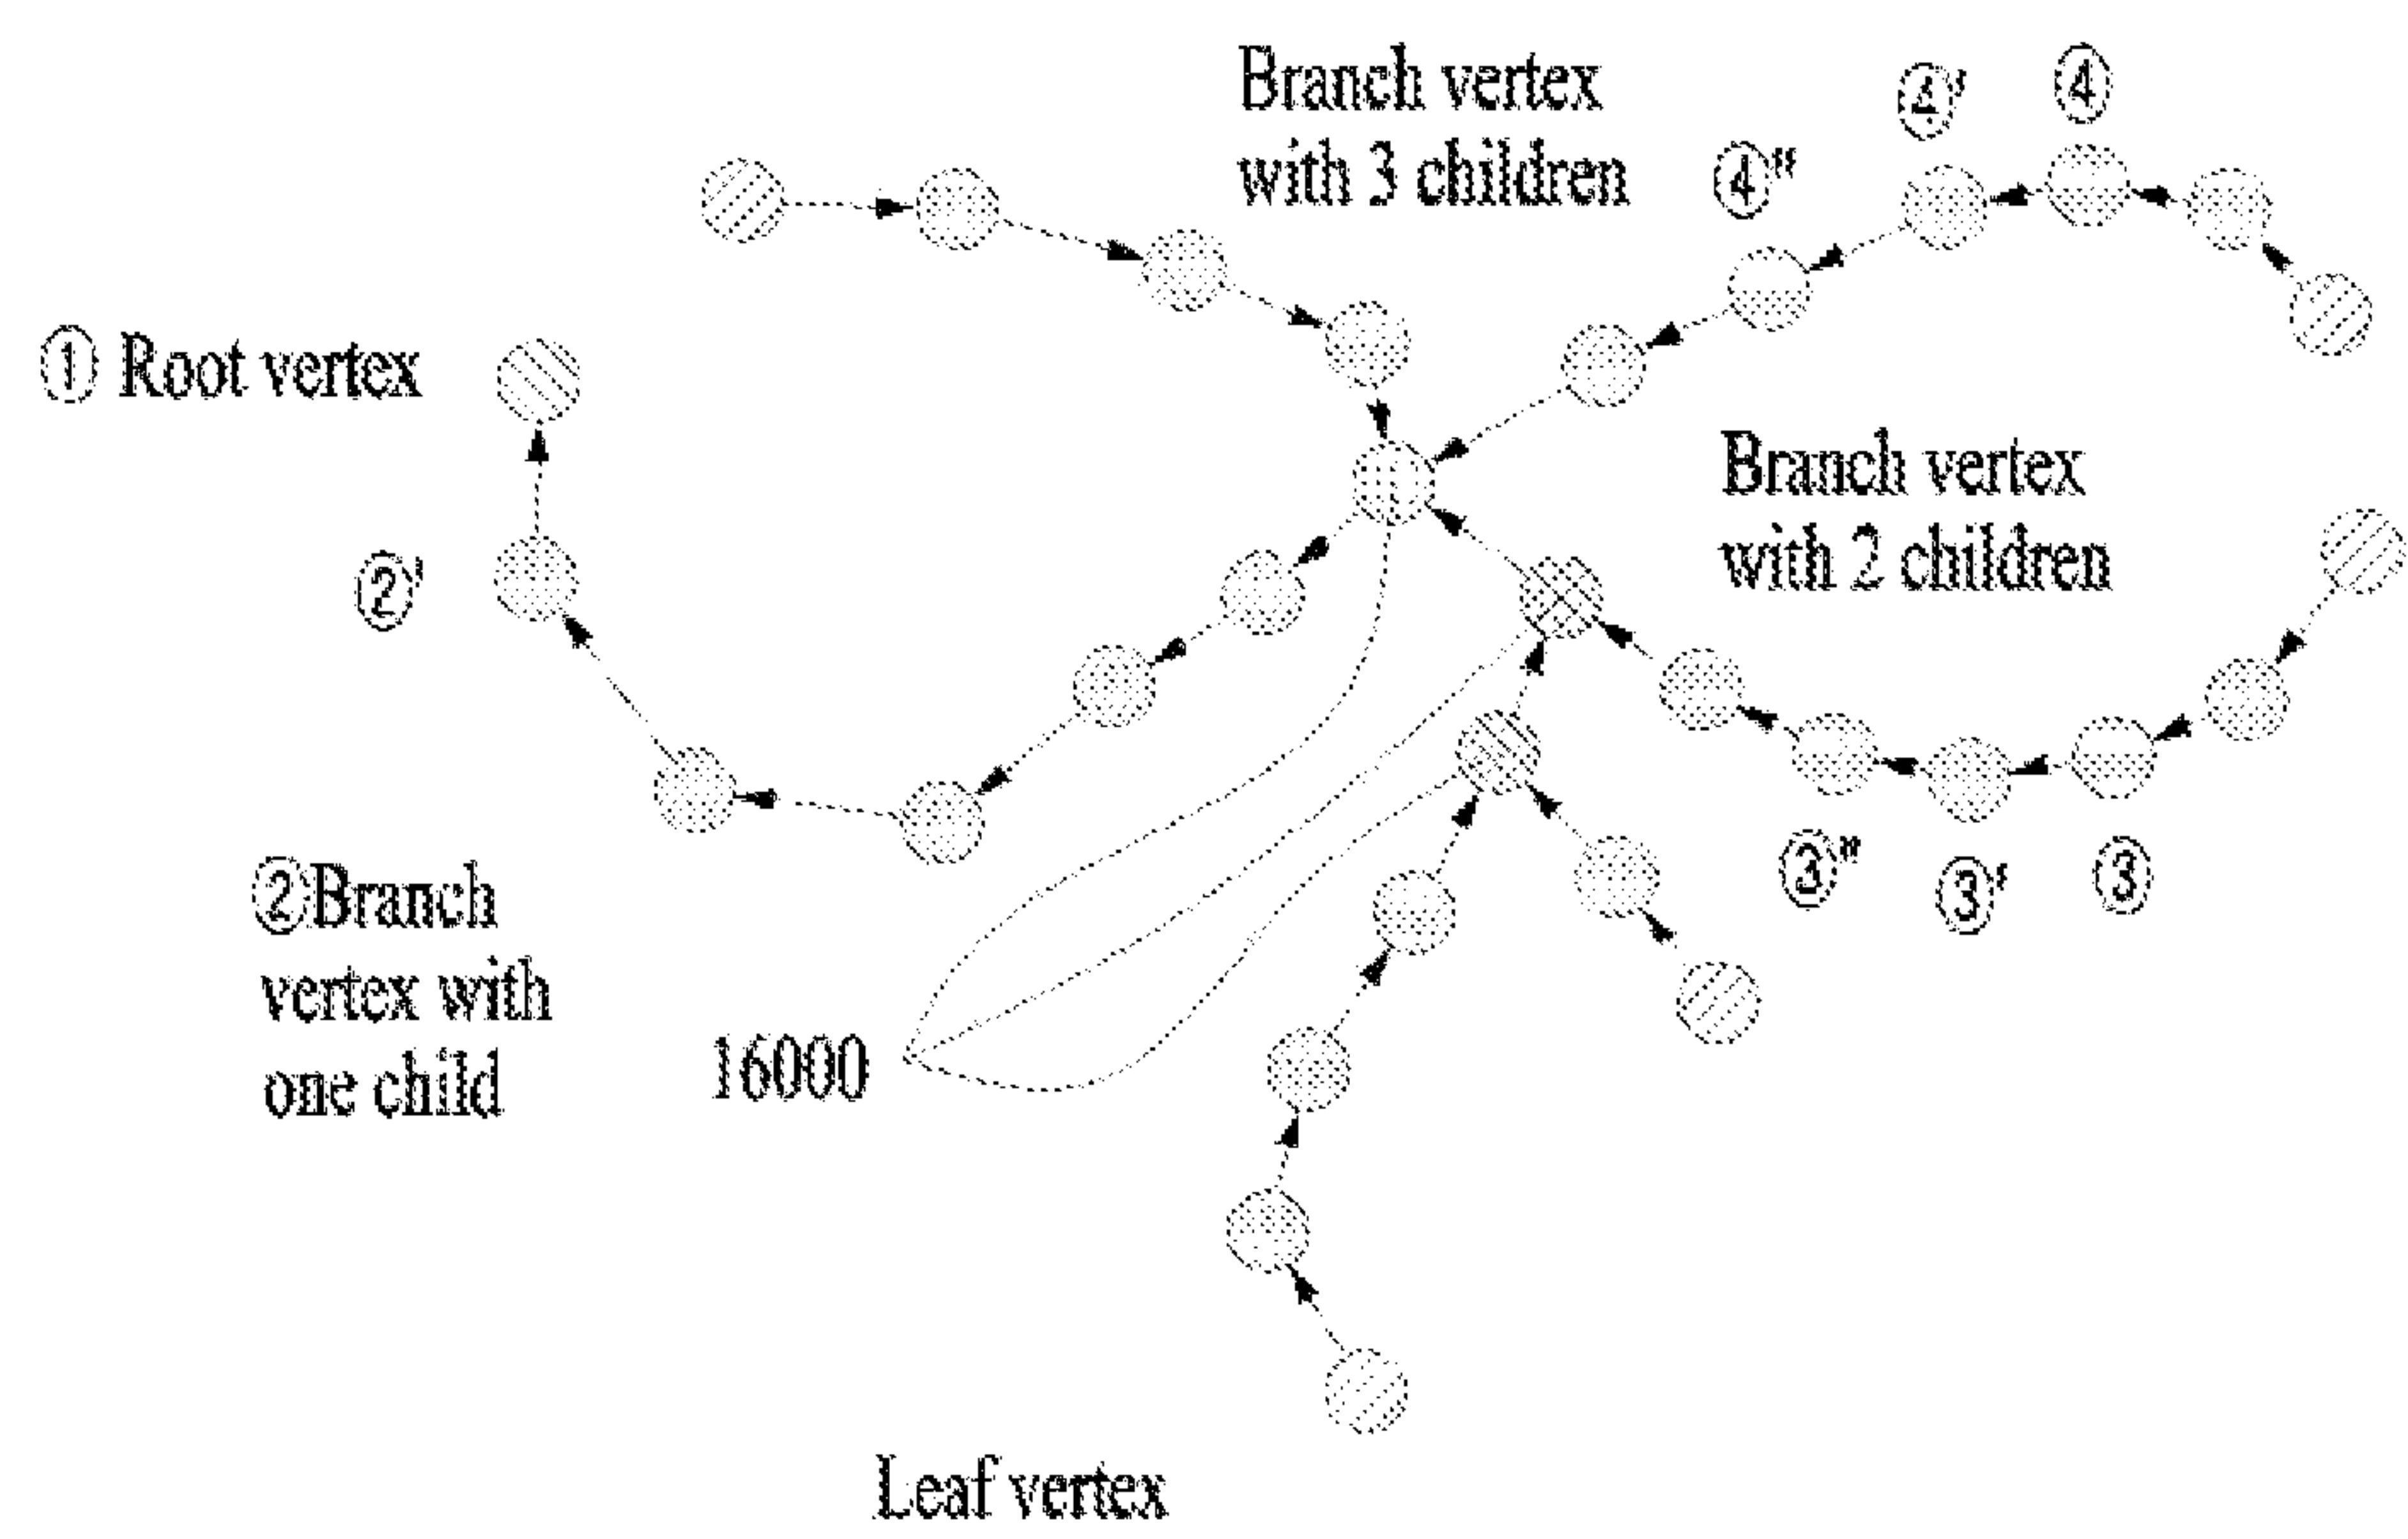 Branch vertex
with 3 children
④" ④' ④
① Root vertex
Branch vertex
with 2 children
②'
②Branch
vertex with
one child
③" ③' ③
16000
Leaf vertex